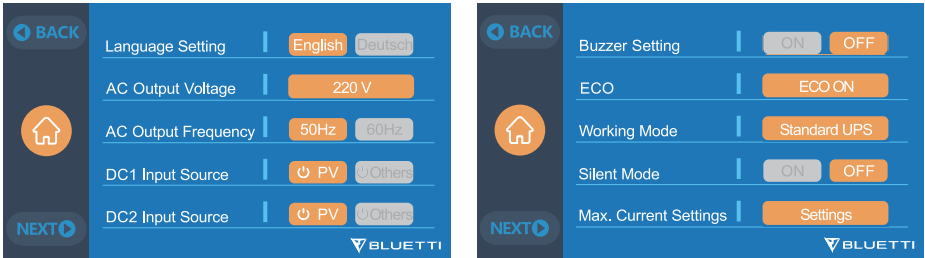 BACK
Language Setting English Deutsch
AC Output Voltage 220 V
AC Output Frequency 50Hz 60Hz
DC1 Input Source PV Others
DC2 Input Source PV Others
NEXT
BLUETTI
BACK
Buzzer Setting ON OFF
ECO ECO ON
Working Mode Standard UPS
Silent Mode ON OFF
Max. Current Settings Settings
NEXT
BLUETTI